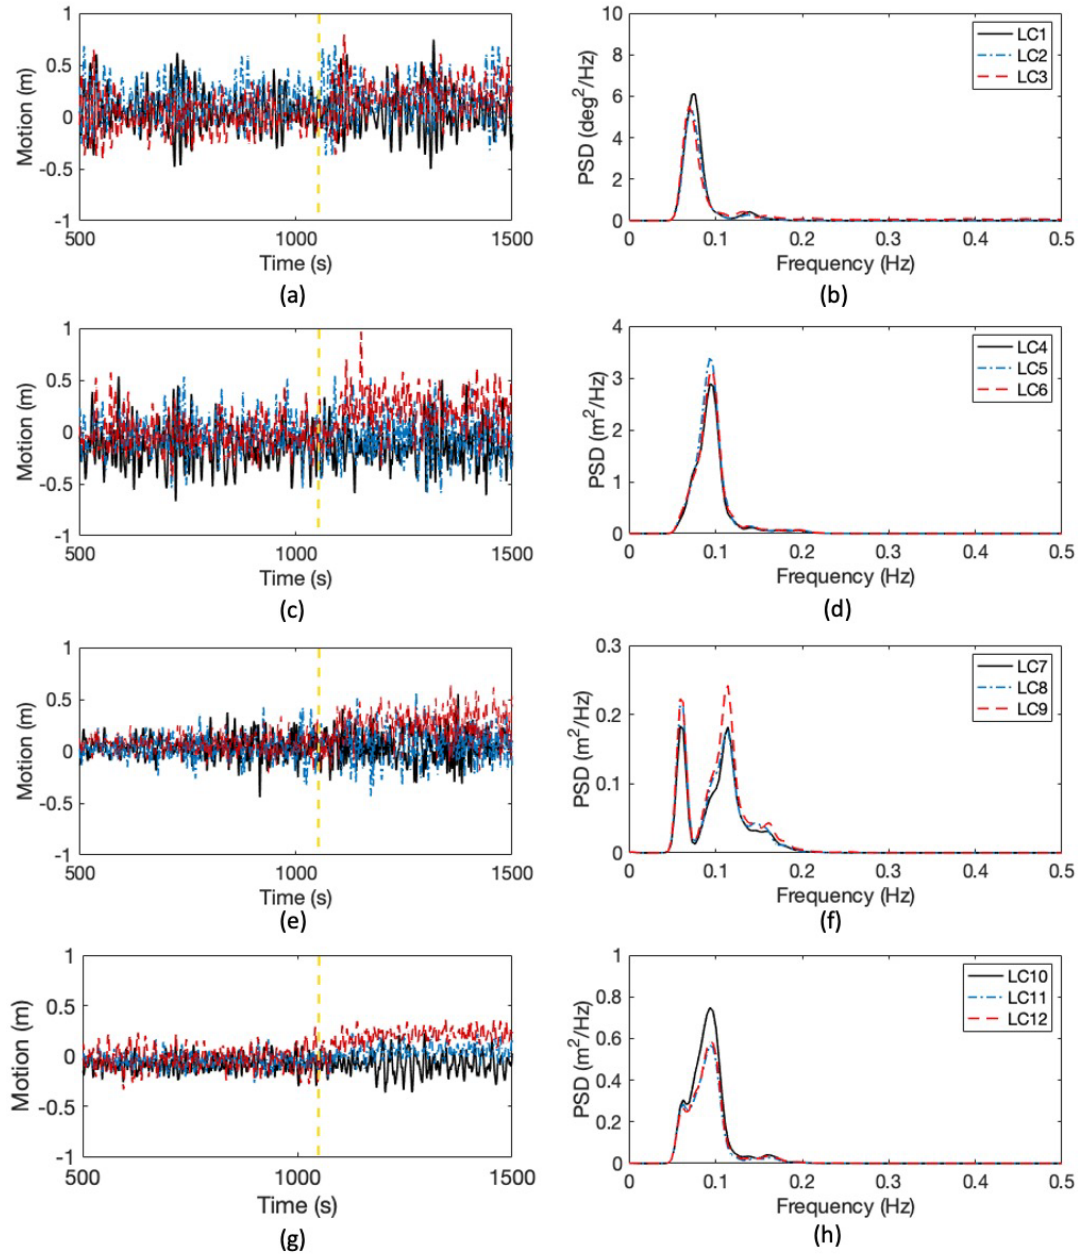 1
0.5
0
-0.5
-1
Motion (m)
500
1000
1500
Time (s)
(a)
10
8
6
4
2
0
PSD (deg2/Hz)
LC1
LC2
LC3
0
0.1
0.2
0.3
0.4
0.5
Frequency (Hz)
(b)
1
0.5
0
-0.5
-1
Motion (m)
500
1000
1500
Time (s)
(c)
4
3
2
1
0
PSD (m2/Hz)
LC4
LC5
LC6
0
0.1
0.2
0.3
0.4
0.5
Frequency (Hz)
(d)
1
0.5
0
-0.5
-1
Motion (m)
500
1000
1500
Time (s)
(e)
0.3
0.2
0.1
0
PSD (m2/Hz)
LC7
LC8
LC9
0
0.1
0.2
0.3
0.4
0.5
Frequency (Hz)
(f)
1
0.5
0
-0.5
-1
Motion (m)
500
1000
1500
Time (s)
(g)
1
0.8
0.6
0.4
0.2
0
PSD (m2/Hz)
LC10
LC11
LC12
0
0.1
0.2
0.3
0.4
0.5
Frequency (Hz)
(h)